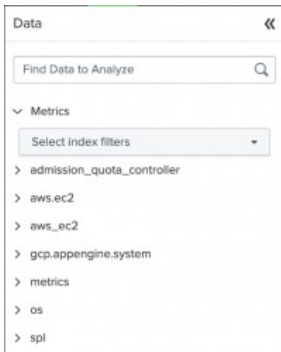 Data
Find Data to Analyze
Metrics
Select index filters
admission_quota_controller
aws.ec2
aws_ec2
gcp.appengine.system
metrics
os
spl